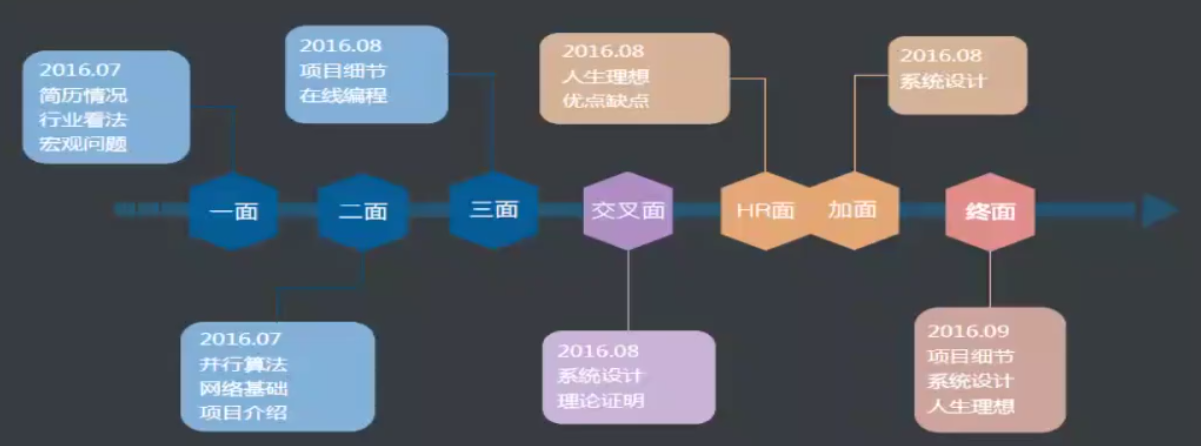 2016.07
简历情况
行业看法
宏观问题
2016.08
项目细节
在线编程
2016.08
人生理想
优点缺点
2016.08
系统设计
一面
二面
三面
交叉面
HR面
加面
终面
2016.07
并行算法
网络基础
项目介绍
2016.08
系统设计
理论证明
2016.09
项目细节
系统设计
人生理想